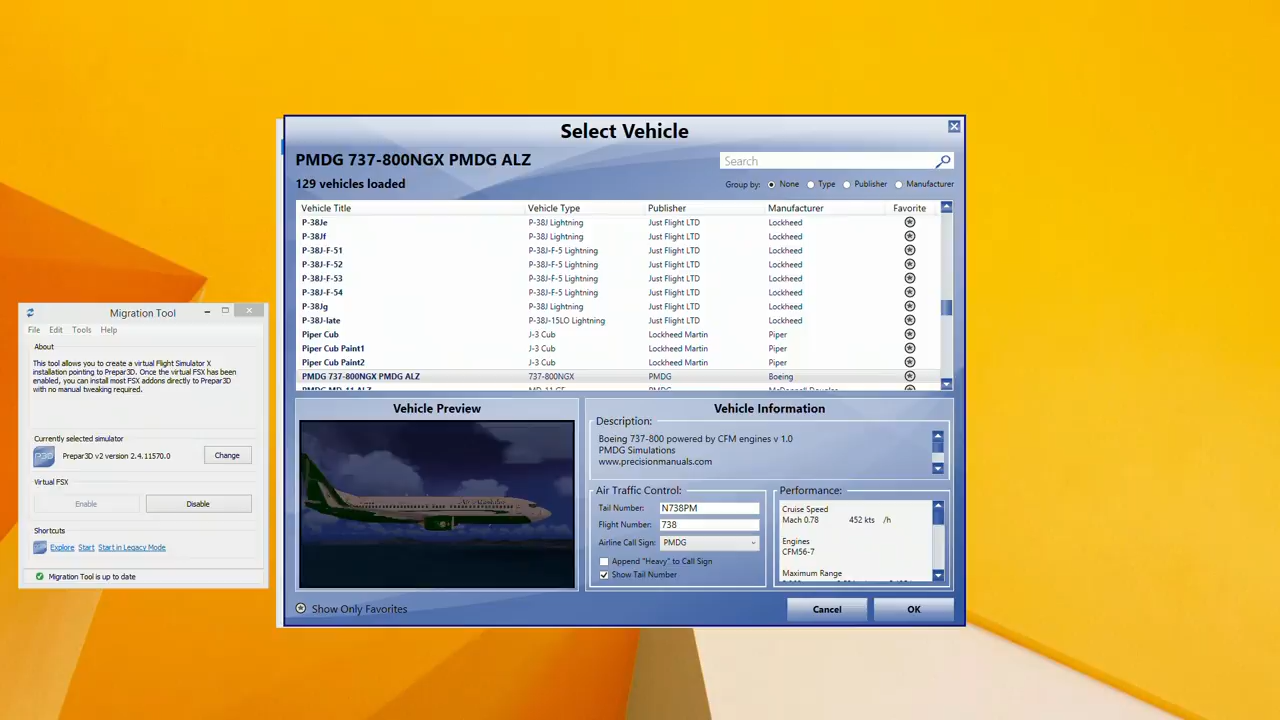 Select Vehicle
PMDG 737-800NGX PMDG ALZ
Search
129 vehicles loaded
Group by: None Type Publisher Manufacturer
Vehicle Title Vehicle Type Publisher Manufacturer Favorite
P-38Je P-38J Lightning Just Flight LTD Lockheed
P-38Jf P-38J Lightning Just Flight LTD Lockheed
P-38J-F-51 P-38J-F-5 Lightning Just Flight LTD Lockheed
P-38J-F-52 P-38J-F-5 Lightning Just Flight LTD Lockheed
P-38J-F-53 P-38J-F-5 Lightning Just Flight LTD Lockheed
P-38J-F-54 P-38J-F-5 Lightning Just Flight LTD Lockheed
P-38Jg P-38J Lightning Just Flight LTD Lockheed
P-38J-late P-38J-15LO Lightning Just Flight LTD Lockheed
Piper Cub J-3 Cub Lockheed Martin Piper
Piper Cub Paint1 J-3 Cub Lockheed Martin Piper
Piper Cub Paint2 J-3 Cub Lockheed Martin Piper
PMDG 737-800NGX PMDG ALZ 737-800NGX PMDG Boeing
Vehicle Preview
Vehicle Information
Description:
Boeing 737-800 powered by CFM engines v 1.0
PMDG Simulations
www.precisionmanuals.com
Air Traffic Control:
Tail Number: N738PM
Flight Number: 738
Airline Call Sign: PMDG
Append "Heavy" to Call Sign
Show Tail Number
Performance:
Cruise Speed
Mach 0.78 452 kts /h
Engines
CFM56-7
Maximum Range
Show Only Favorites
Cancel OK
Migration Tool
File Edit Tools Help
About
This tool allows you to create a virtual Flight Simulator X
installation pointing to Prepar3D. Once the virtual FSX has been
enabled, you can install most FSX addons directly to Prepar3D
with no manual tweaking required.
Currently selected simulator
P3D Prepar3D v2 version 2.4.11570.0 Change
Virtual FSX
Enable Disable
Shortcuts
Explore Start Start in Legacy Mode
Migration Tool is up to date